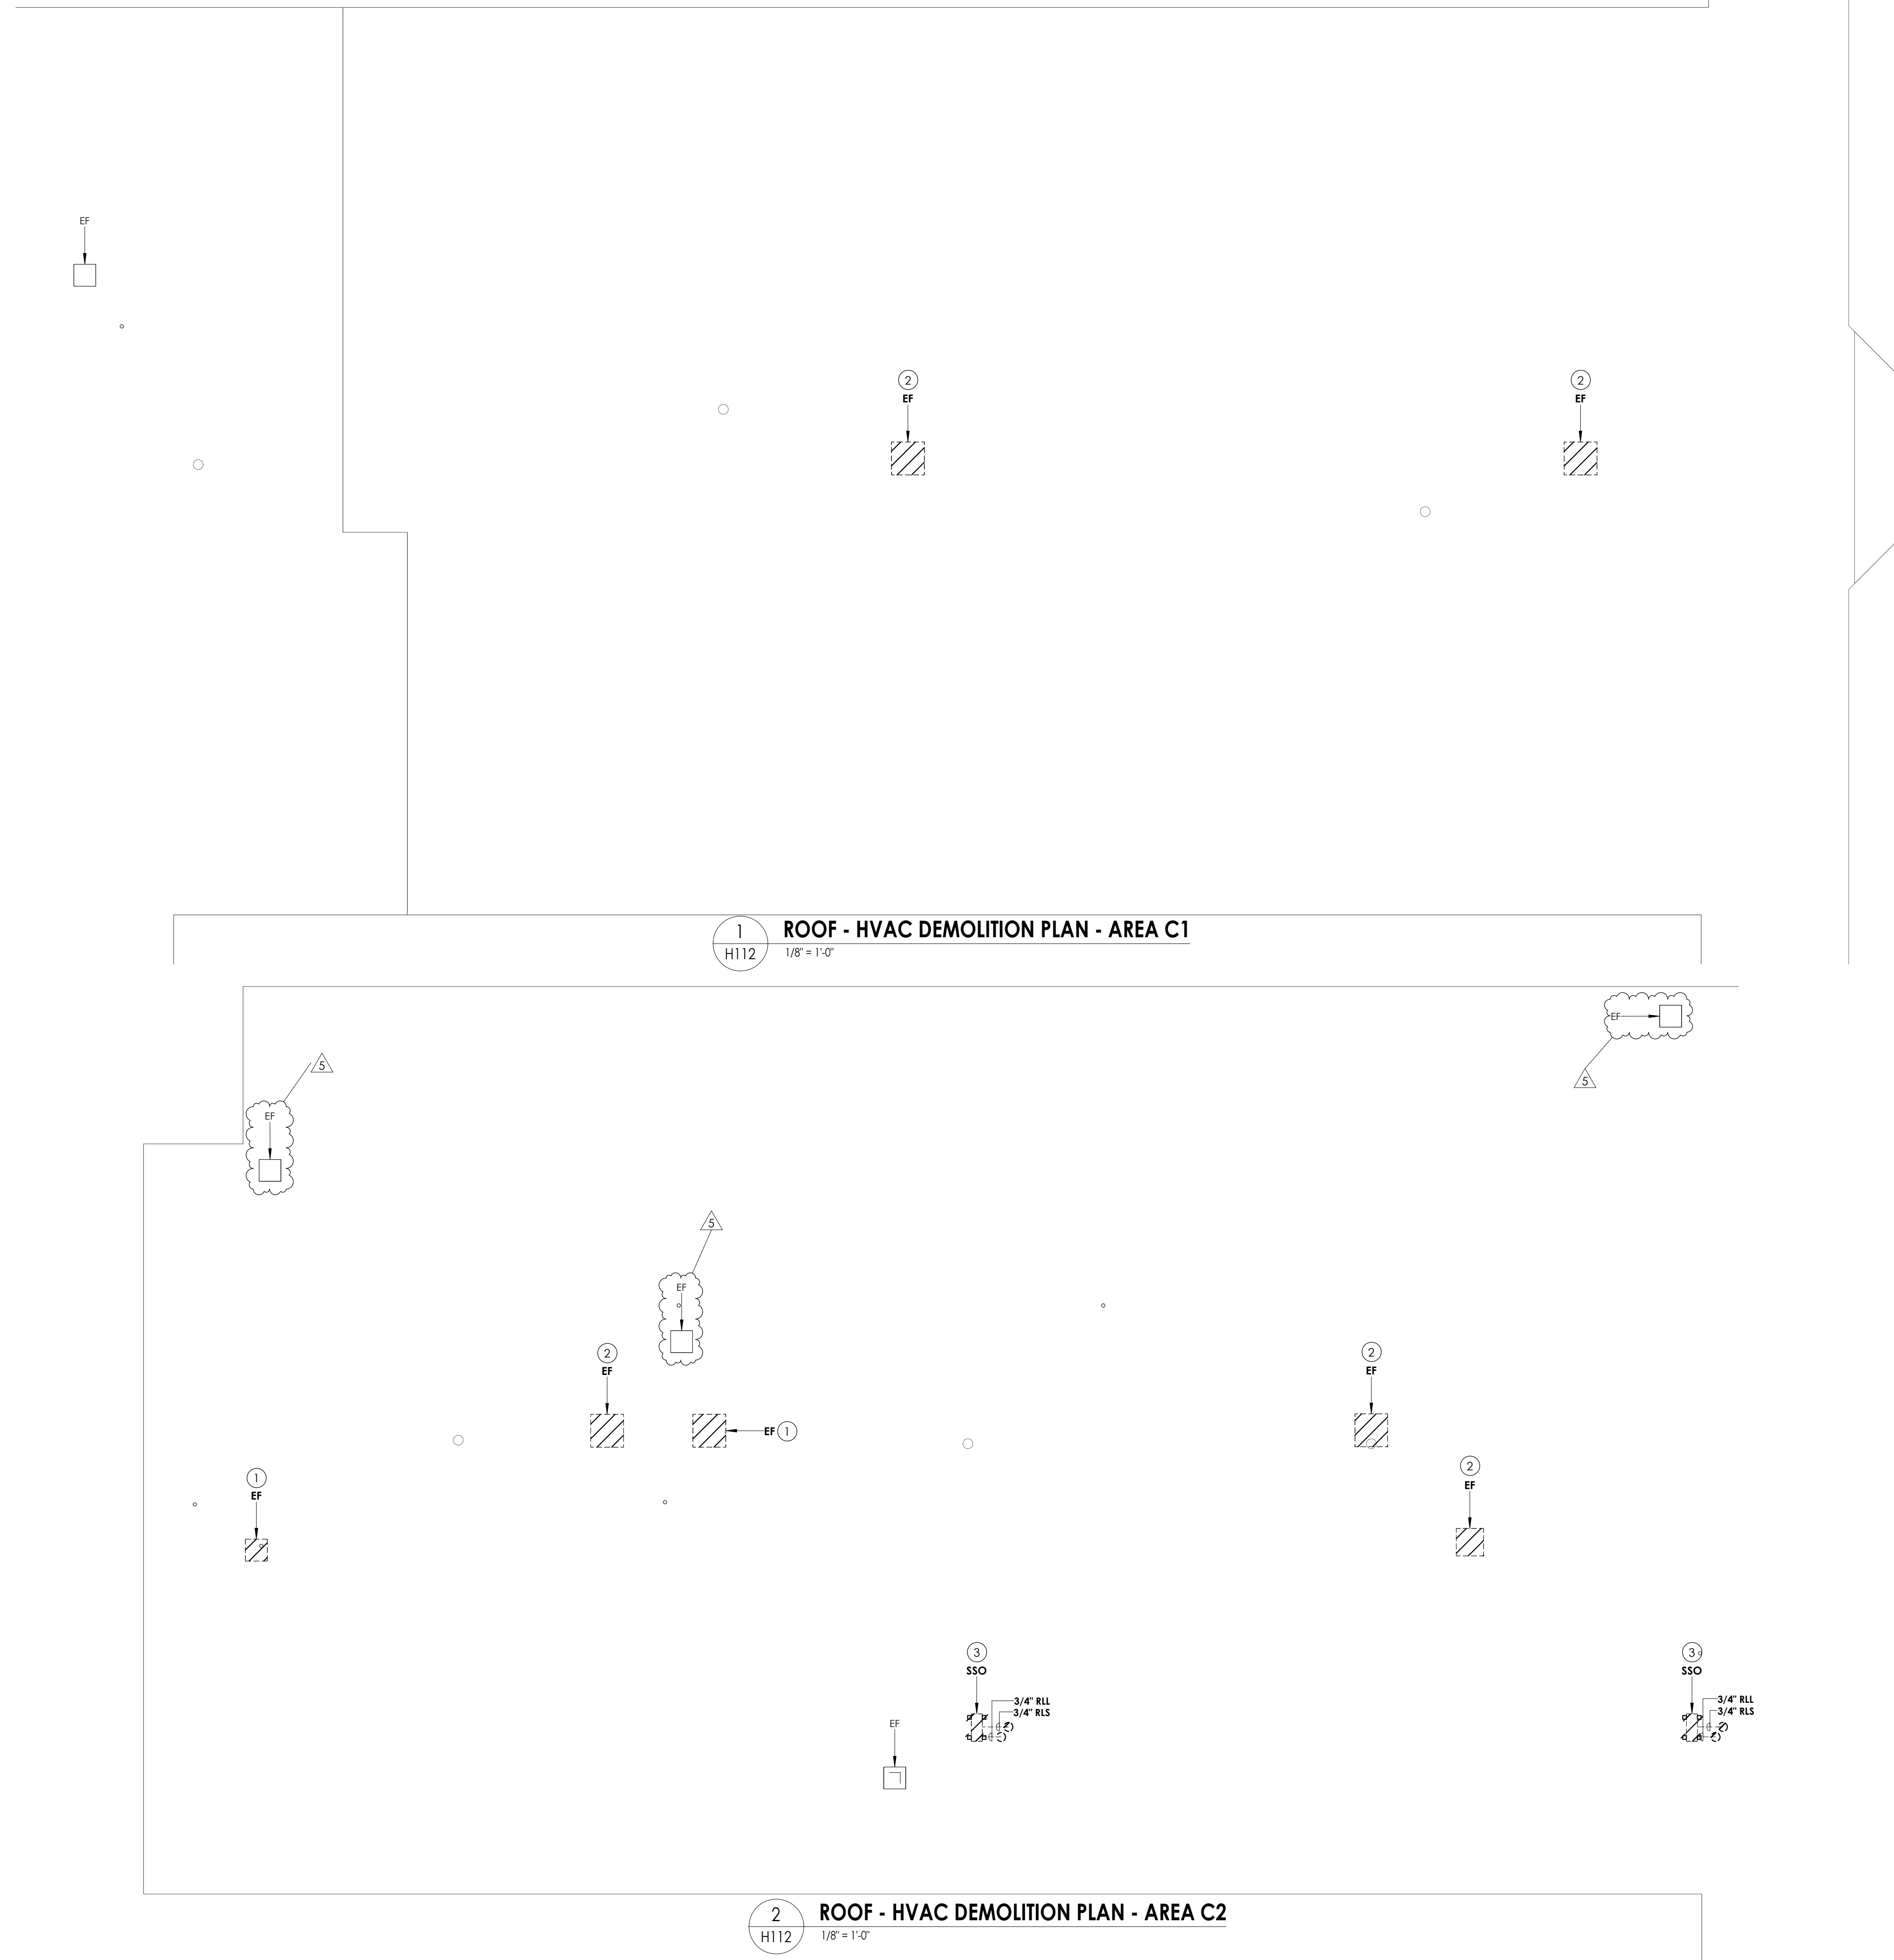 EF
2
EF
2
EF
1
H112
ROOF - HVAC DEMOLITION PLAN - AREA C1
1/8" = 1'-0"
EF
5
5
EF
5
EF
2
EF
2
EF
EF 1
1
EF
2
EF
3
SSO
3/4" RLL
3/4" RLS
3
SSO
3/4" RLL
3/4" RLS
EF
2
H112
ROOF - HVAC DEMOLITION PLAN - AREA C2
1/8" = 1'-0"